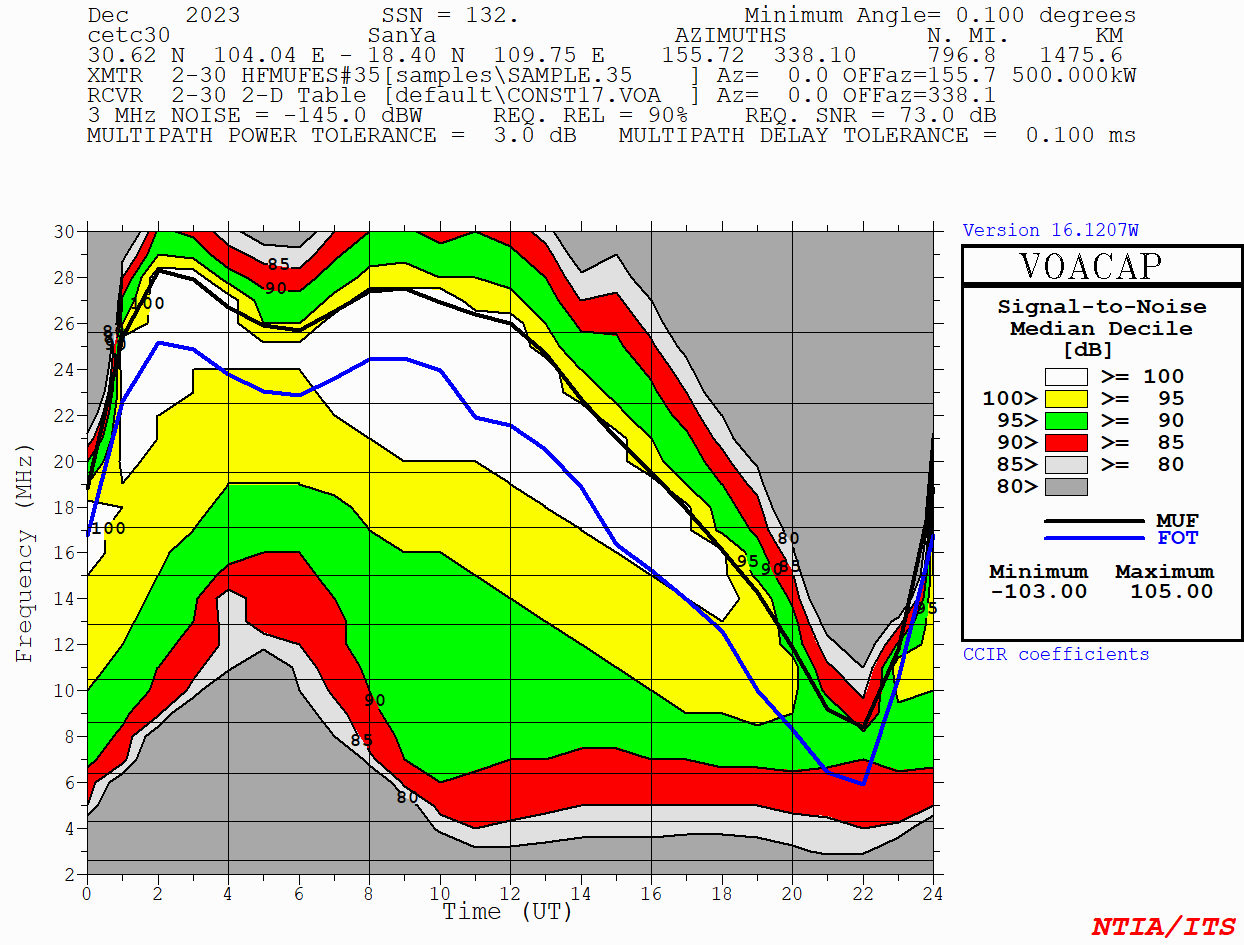 Dec    2023          SSN = 132.                Minimum Angle= 0.100 degrees
cetc30              SanYa                 AZIMUTHS          N. MI.      KM
30.62 N  104.04 E - 18.40 N  109.75 E    155.72  338.10     796.8   1475.6
XMTR  2-30 HFMUFES#35[samples\SAMPLE.35    ] Az=  0.0 OFFaz=155.7 500.000kW
RCVR  2-30 2-D Table [default\CONST17.VOA  ] Az=  0.0 OFFaz=338.1
3 MHz NOISE = -145.0 dBW     REQ. REL = 90%    REQ. SNR = 73.0 dB
MULTIPATH POWER TOLERANCE =  3.0 dB   MULTIPATH DELAY TOLERANCE =  0.100 ms
Version 16.1207W
VOACAP
Signal-to-Noise
Median Decile
[dB]
>= 100
100> >= 95
95> >= 90
90> >= 85
85> >= 80
80>
MUF
FOT
Minimum Maximum
-103.00 105.00
CCIR coefficients
Frequency (MHz)
30
28
26
24
22
20
18
16
14
12
10
8
6
4
2
85
90
100
100
80
95
90
85
95
90
85
80
0 2 4 6 8 10 12 14 16 18 20 22 24
Time (UT)
NTIA/ITS